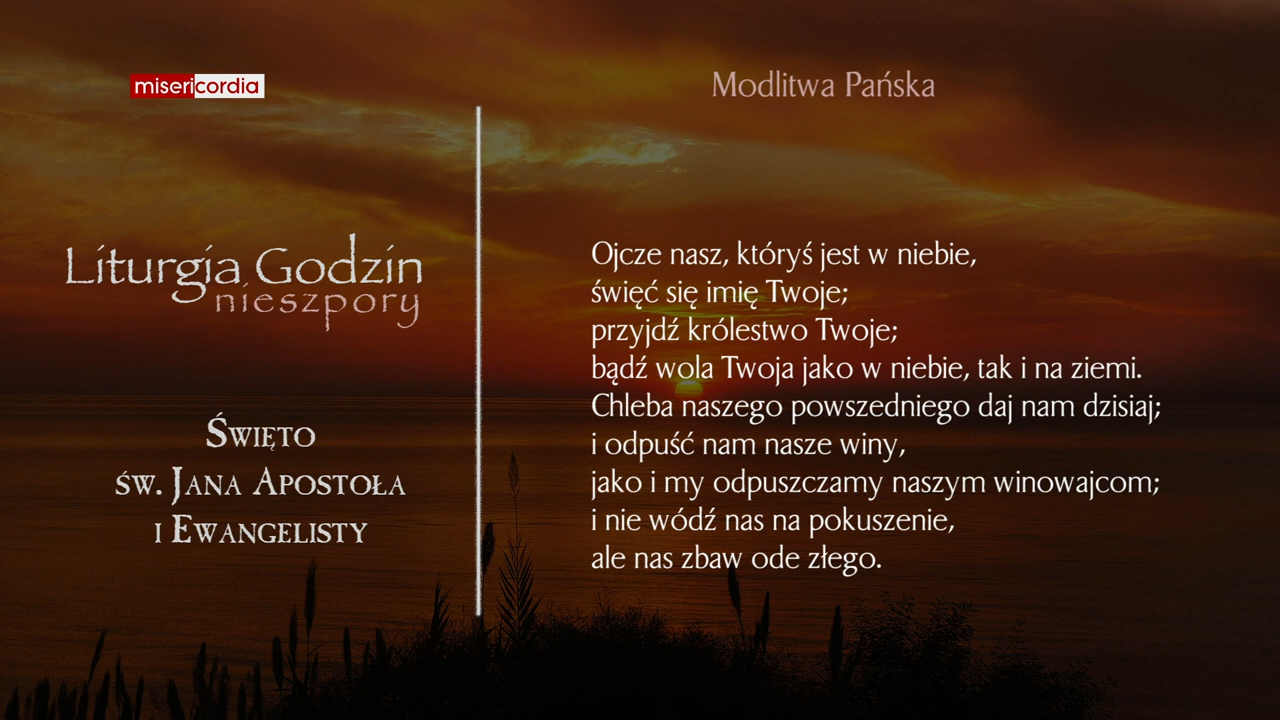 misericordia
Liturgia Godzin
nieszpory
Święto
św. Jana Apostoła
i Ewangelisty
Modlitwa Pańska
Ojcze nasz, któryś jest w niebie,
święć się imię Twoje;
przyjdź królestwo Twoje;
bądź wola Twoja jako w niebie, tak i na ziemi.
Chleba naszego powszedniego daj nam dzisiaj;
i odpuść nam nasze winy,
jako i my odpuszczamy naszym winowajcom;
i nie wódź nas na pokuszenie,
ale nas zbaw ode złego.